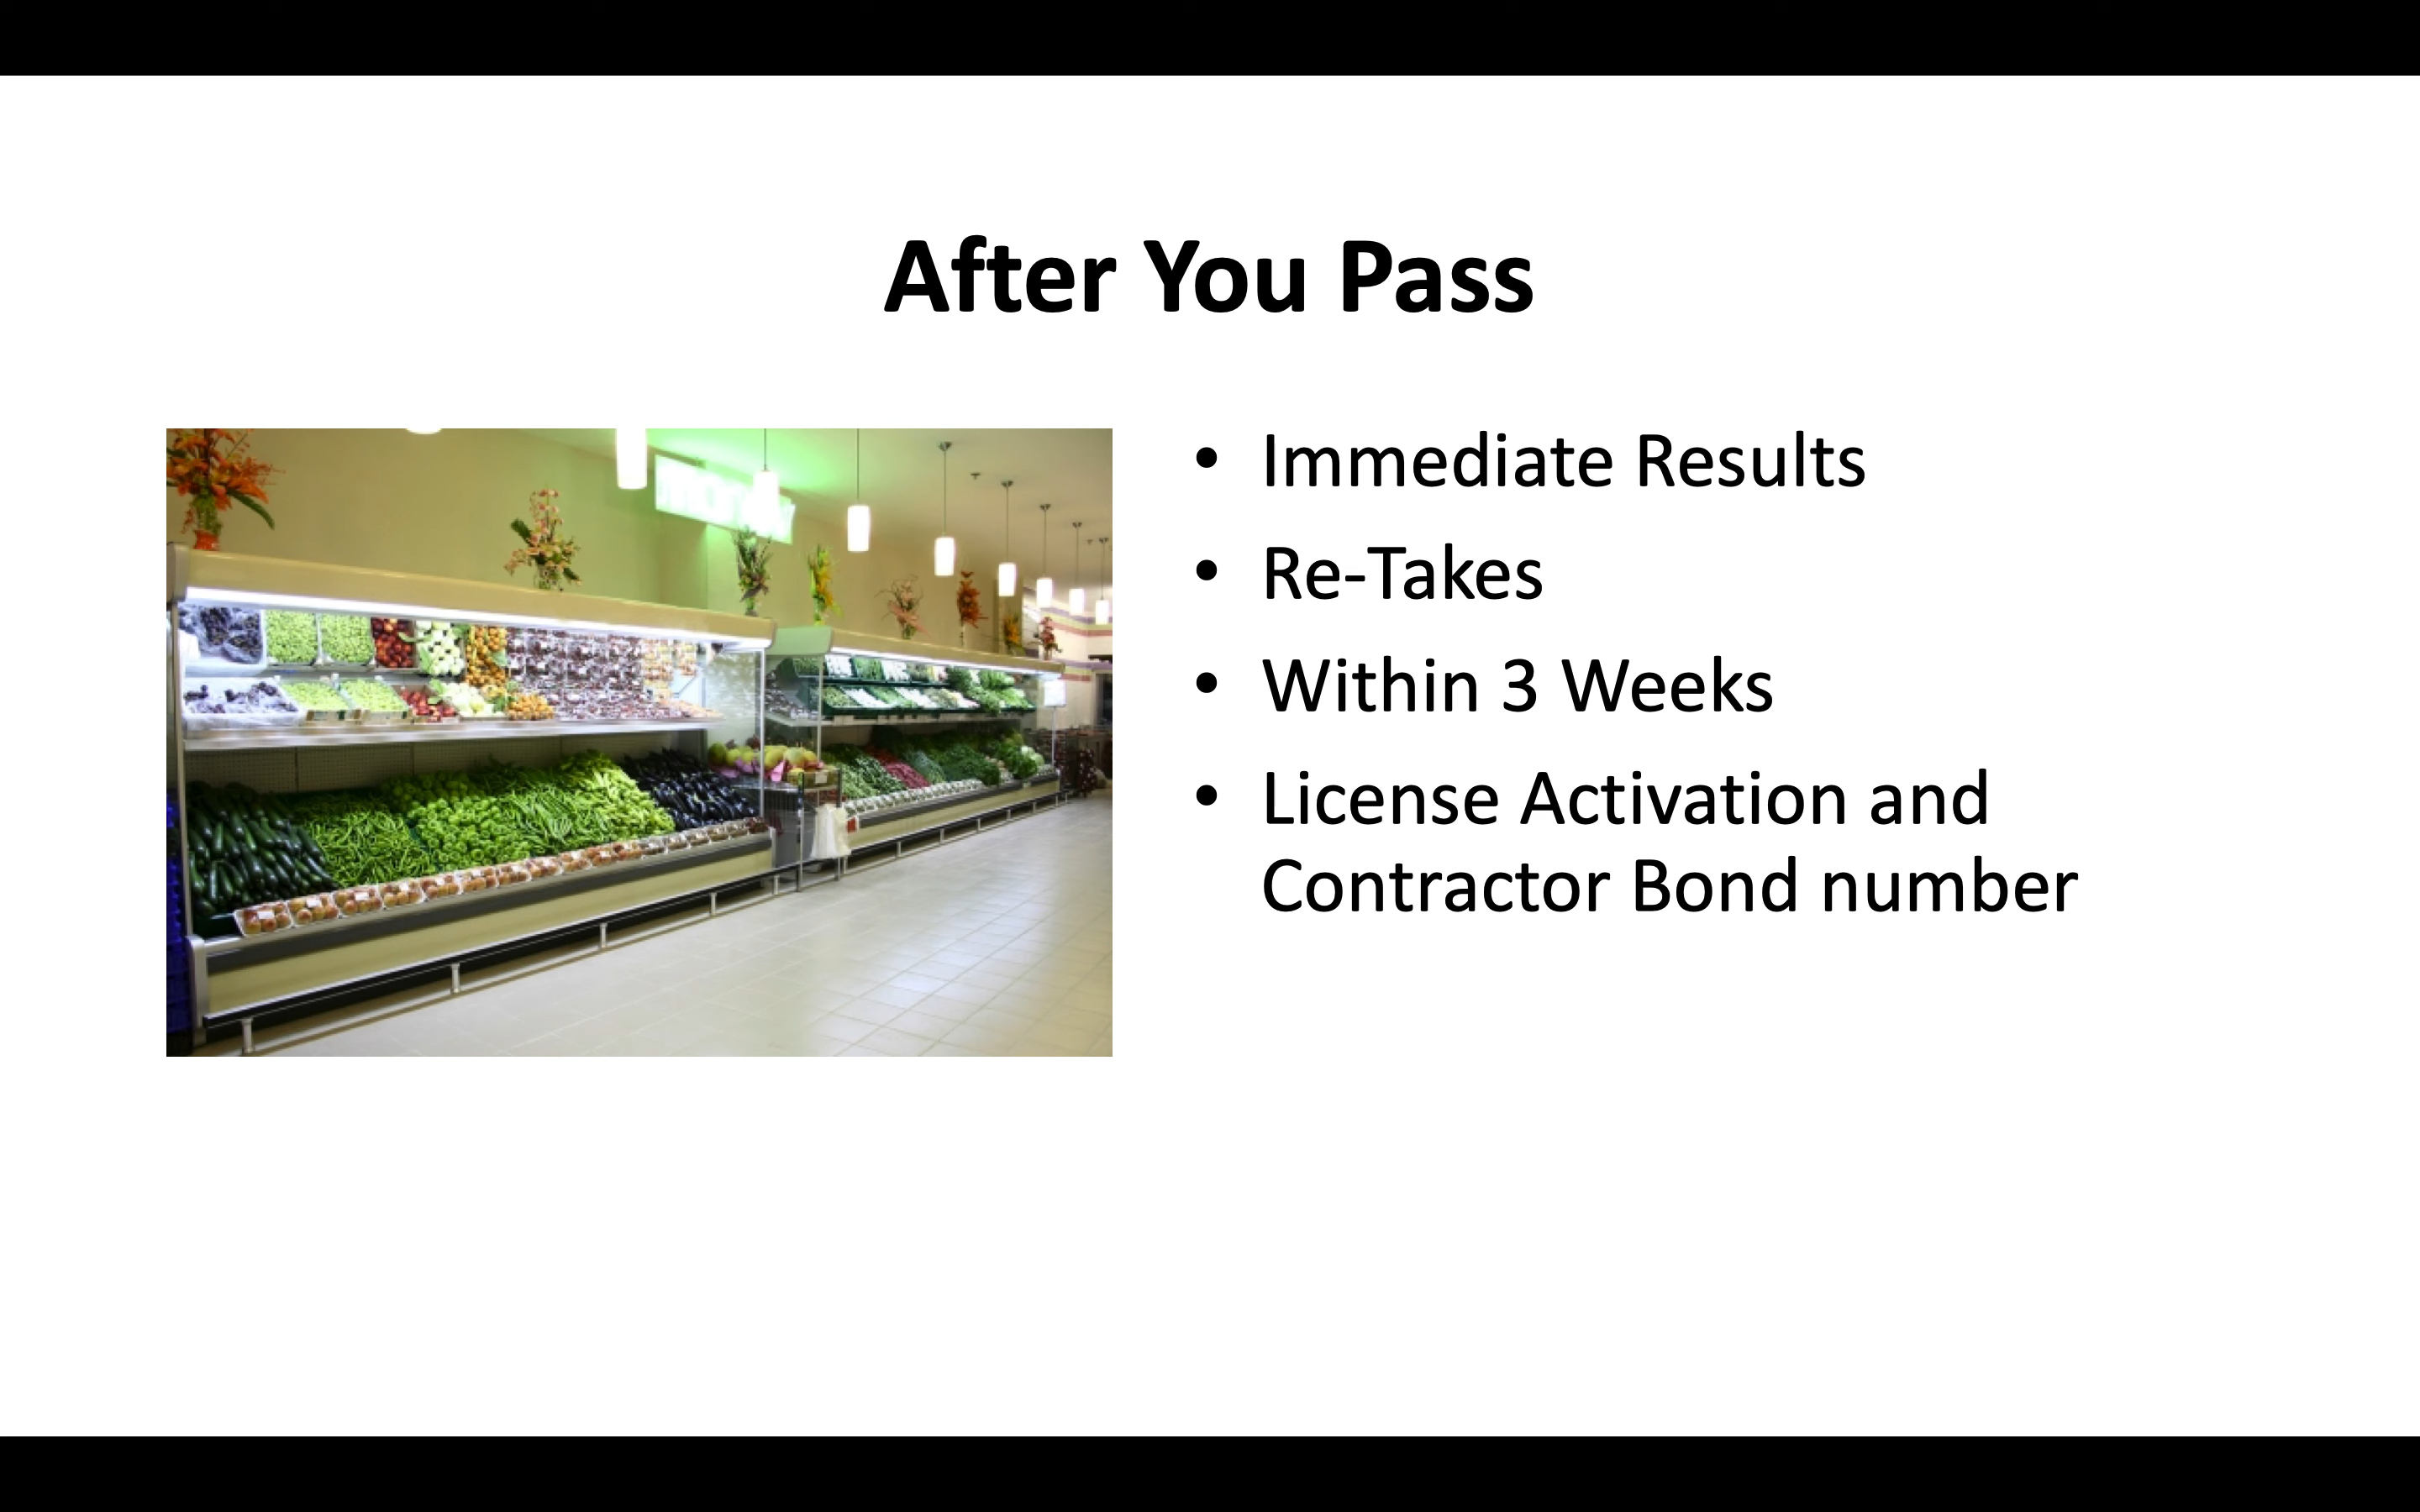 After You Pass
• Immediate Results
• Re-Takes
• Within 3 Weeks
• License Activation and
Contractor Bond number